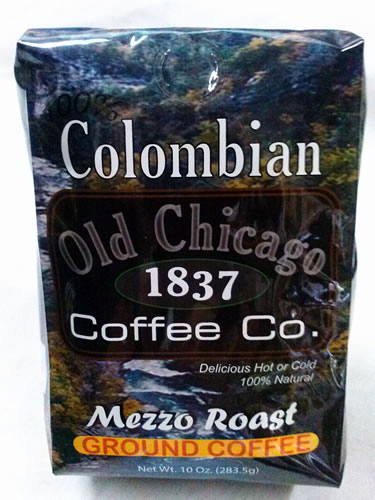 100%
Colombian
Old Chicago
1837
Coffee Co.
Delicious Hot or Cold
100% Natural
Mezzo Roast
GROUND COFFEE
Net Wt. 10 Oz. (283.5g)